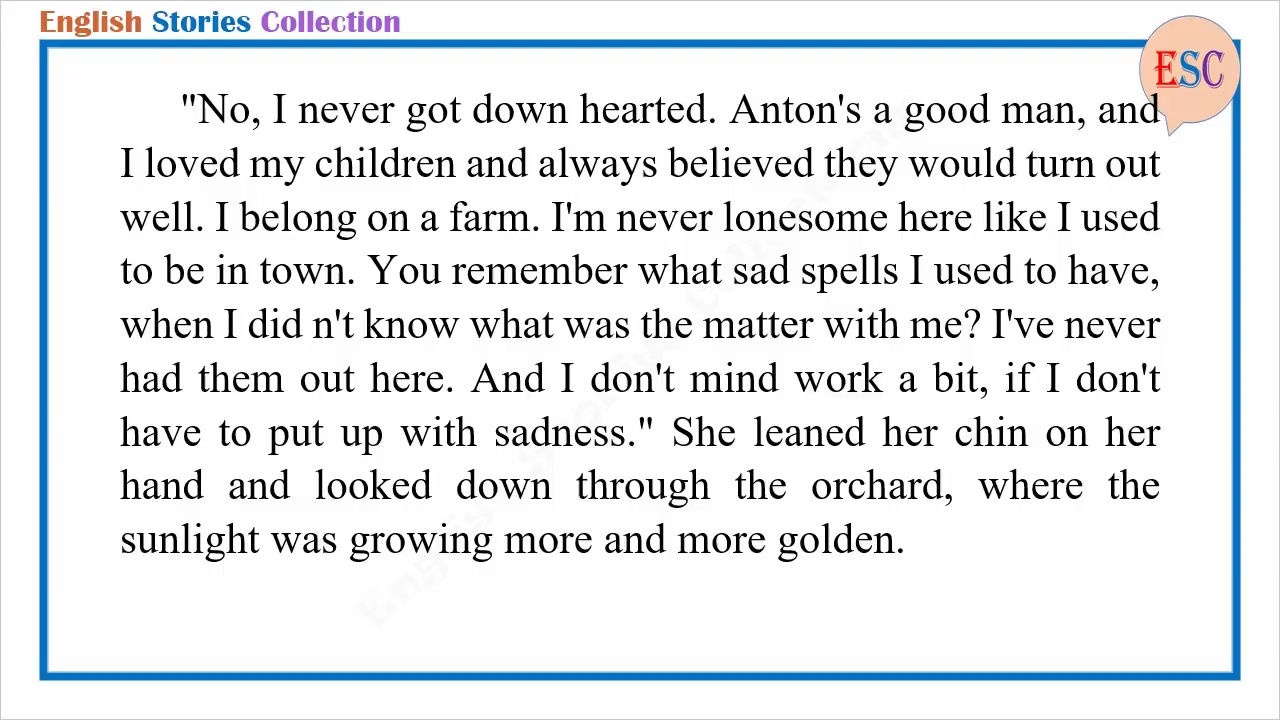 English Stories Collection
ESC
"No, I never got down hearted. Anton's a good man, and
I loved my children and always believed they would turn out
well. I belong on a farm. I'm never lonesome here like I used
to be in town. You remember what sad spells I used to have,
when I did n't know what was the matter with me? I've never
had them out here. And I don't mind work a bit, if I don't
have to put up with sadness." She leaned her chin on her
hand and looked down through the orchard, where the
sunlight was growing more and more golden.
English Stories Collection